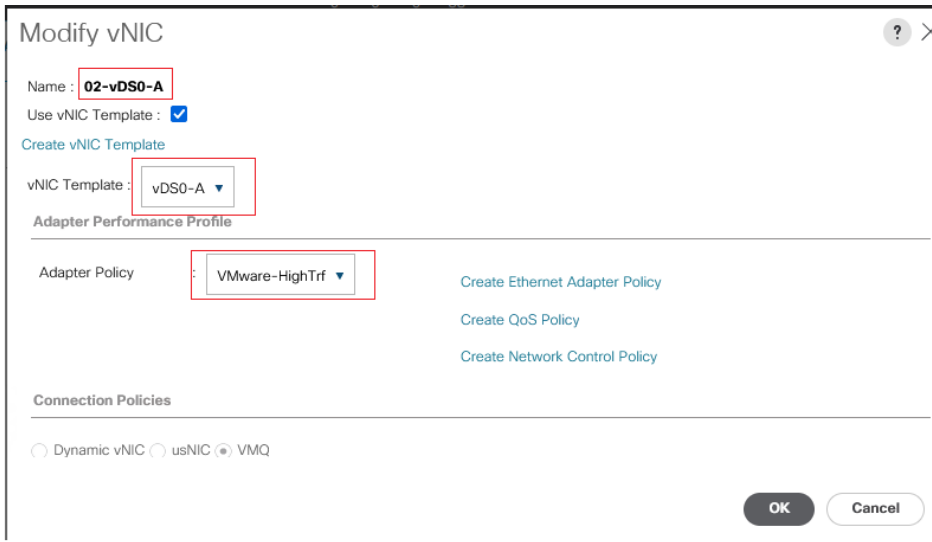 Modify vNIC
?
Name : 02-vDS0-A
Use vNIC Template :
Create vNIC Template
vNIC Template : vDS0-A
Adapter Performance Profile
Adapter Policy : VMware-HighTrf
Create Ethernet Adapter Policy
Create QoS Policy
Create Network Control Policy
Connection Policies
Dynamic vNIC usNIC VMQ
OK Cancel